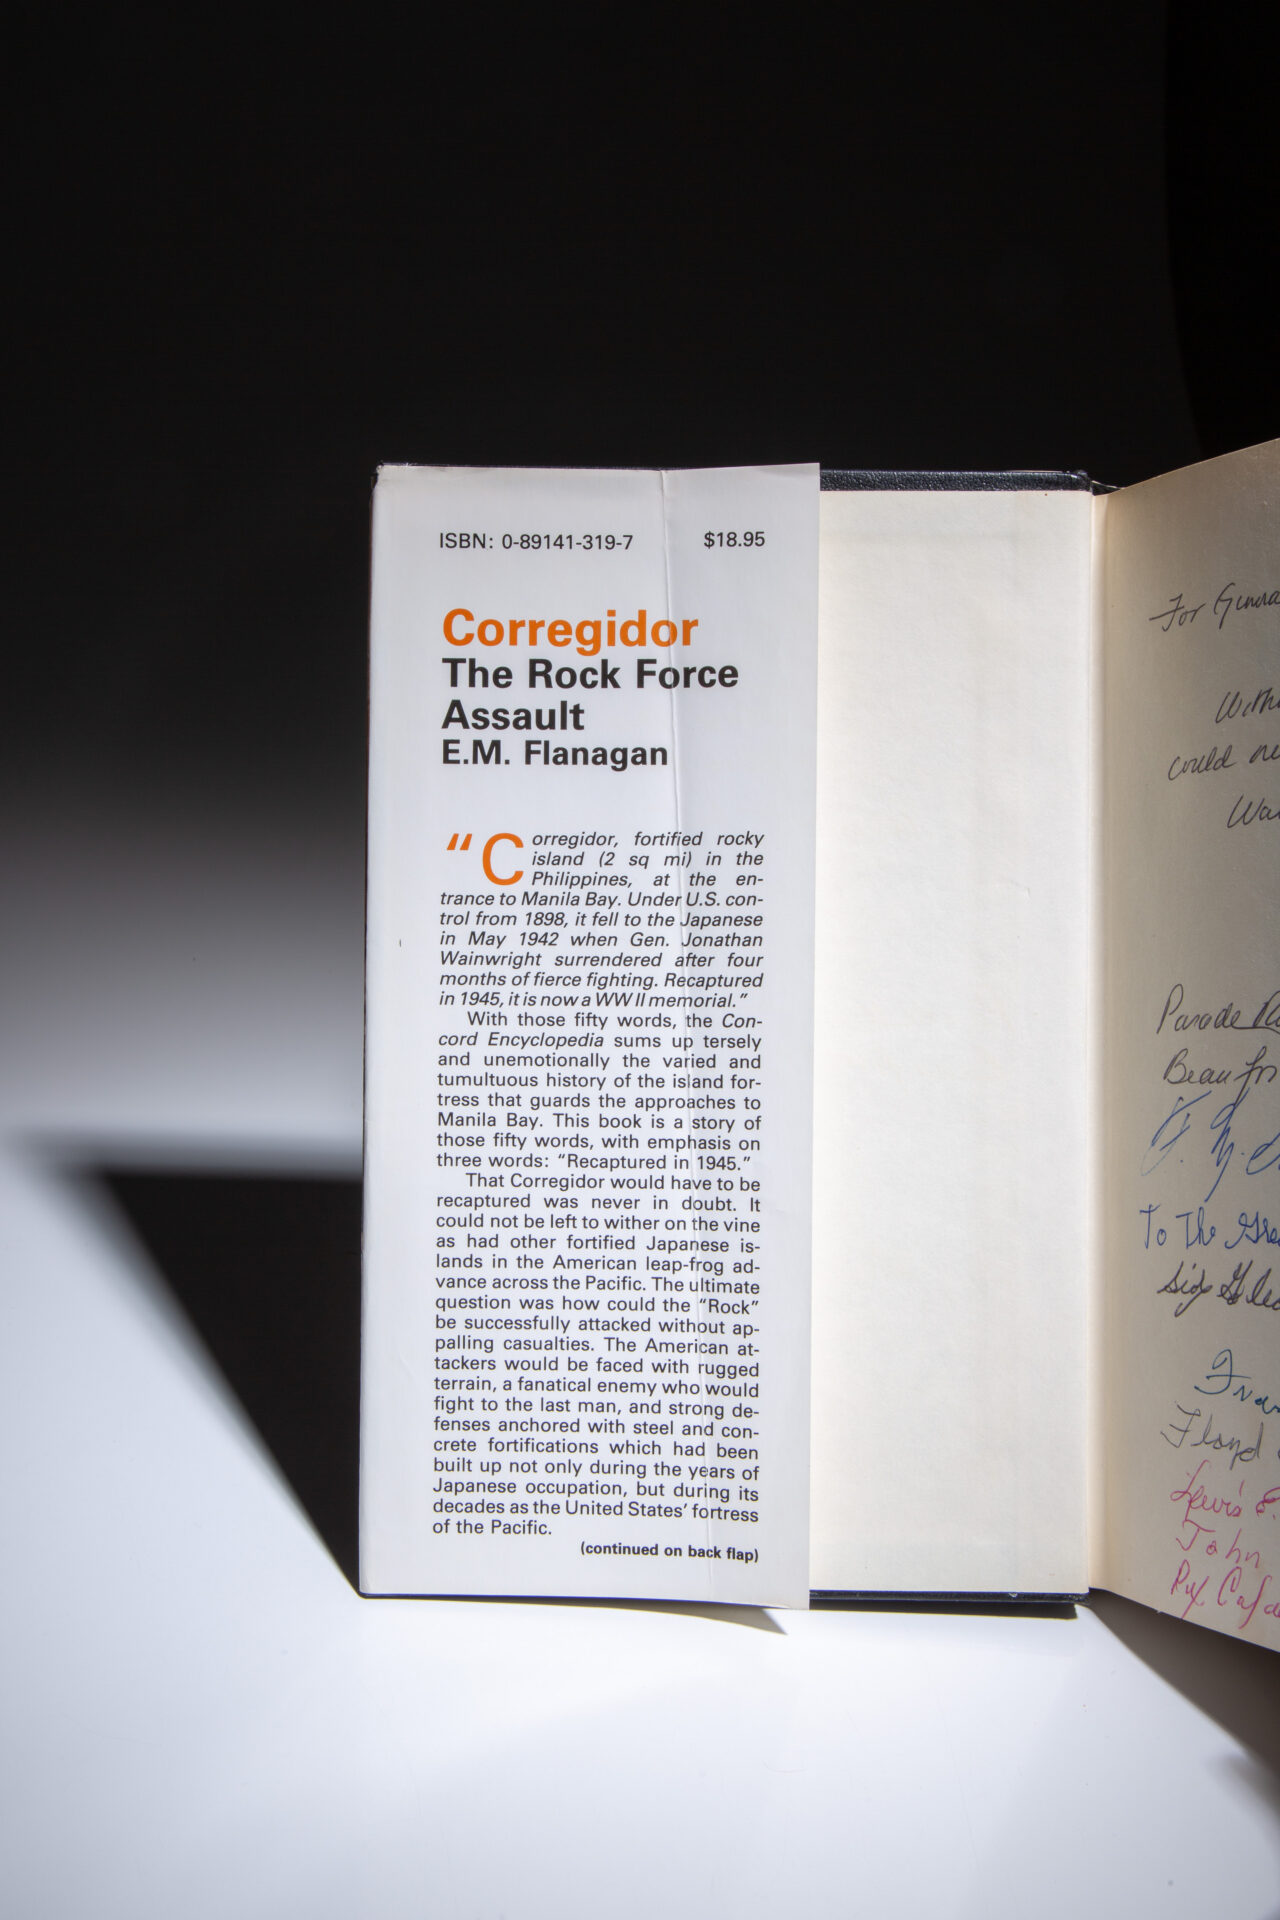 ISBN: 0-89141-319-7 $18.95
Corregidor
The Rock Force
Assault
E.M. Flanagan
“Corregidor, fortified rocky
island (2 sq mi) in the
Philippines, at the en-
trance to Manila Bay. Under U.S. con-
trol from 1898, it fell to the Japanese
in May 1942 when Gen. Jonathan
Wainwright surrendered after four
months of fierce fighting. Recaptured
in 1945, it is now a WW II memorial.”
With those fifty words, the Con-
cord Encyclopedia sums up tersely
and unemotionally the varied and
tumultuous history of the island for-
tress that guards the approaches to
Manila Bay. This book is a story of
those fifty words, with emphasis on
three words: “Recaptured in 1945.”
That Corregidor would have to be
recaptured was never in doubt. It
could not be left to wither on the vine
as had other fortified Japanese is-
lands in the American leap-frog ad-
vance across the Pacific. The ultimate
question was how could the “Rock”
be successfully attacked without ap-
palling casualties. The American at-
tackers would be faced with rugged
terrain, a fanatical enemy who would
fight to the last man, and strong de-
fenses anchored with steel and con-
crete fortifications which had been
built up not only during the years of
Japanese occupation, but during its
decades as the United States’ fortress
of the Pacific.
(continued on back flap)
For
could
Parade
To The
Floyd
Lewis E.
John